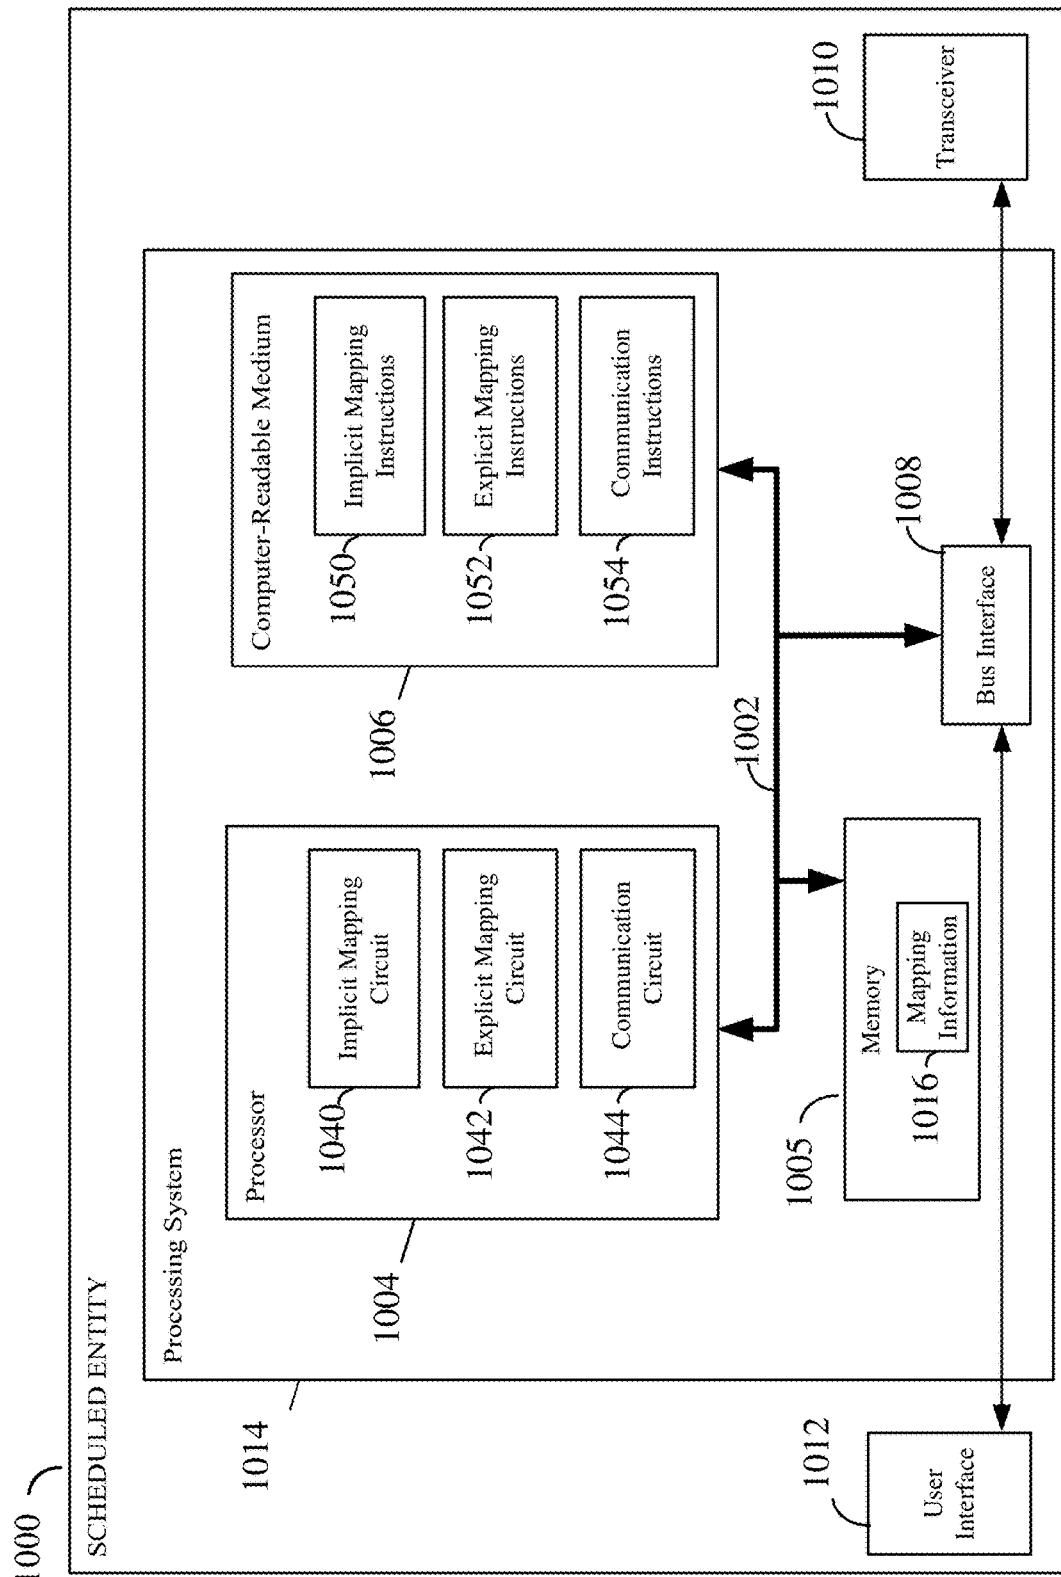 1000
SCHEDULED ENTITY
1014
Processing System
1004
Processor
1040
Implicit Mapping
Circuit
1042
Explicit Mapping
Circuit
1044
Communication
Circuit
1006
Computer-Readable Medium
1050
Implicit Mapping
Instructions
1052
Explicit Mapping
Instructions
1054
Communication
Instructions
1002
1005
Memory
1016
Mapping
Information
1008
Bus Interface
1012
User
Interface
1010
Transceiver